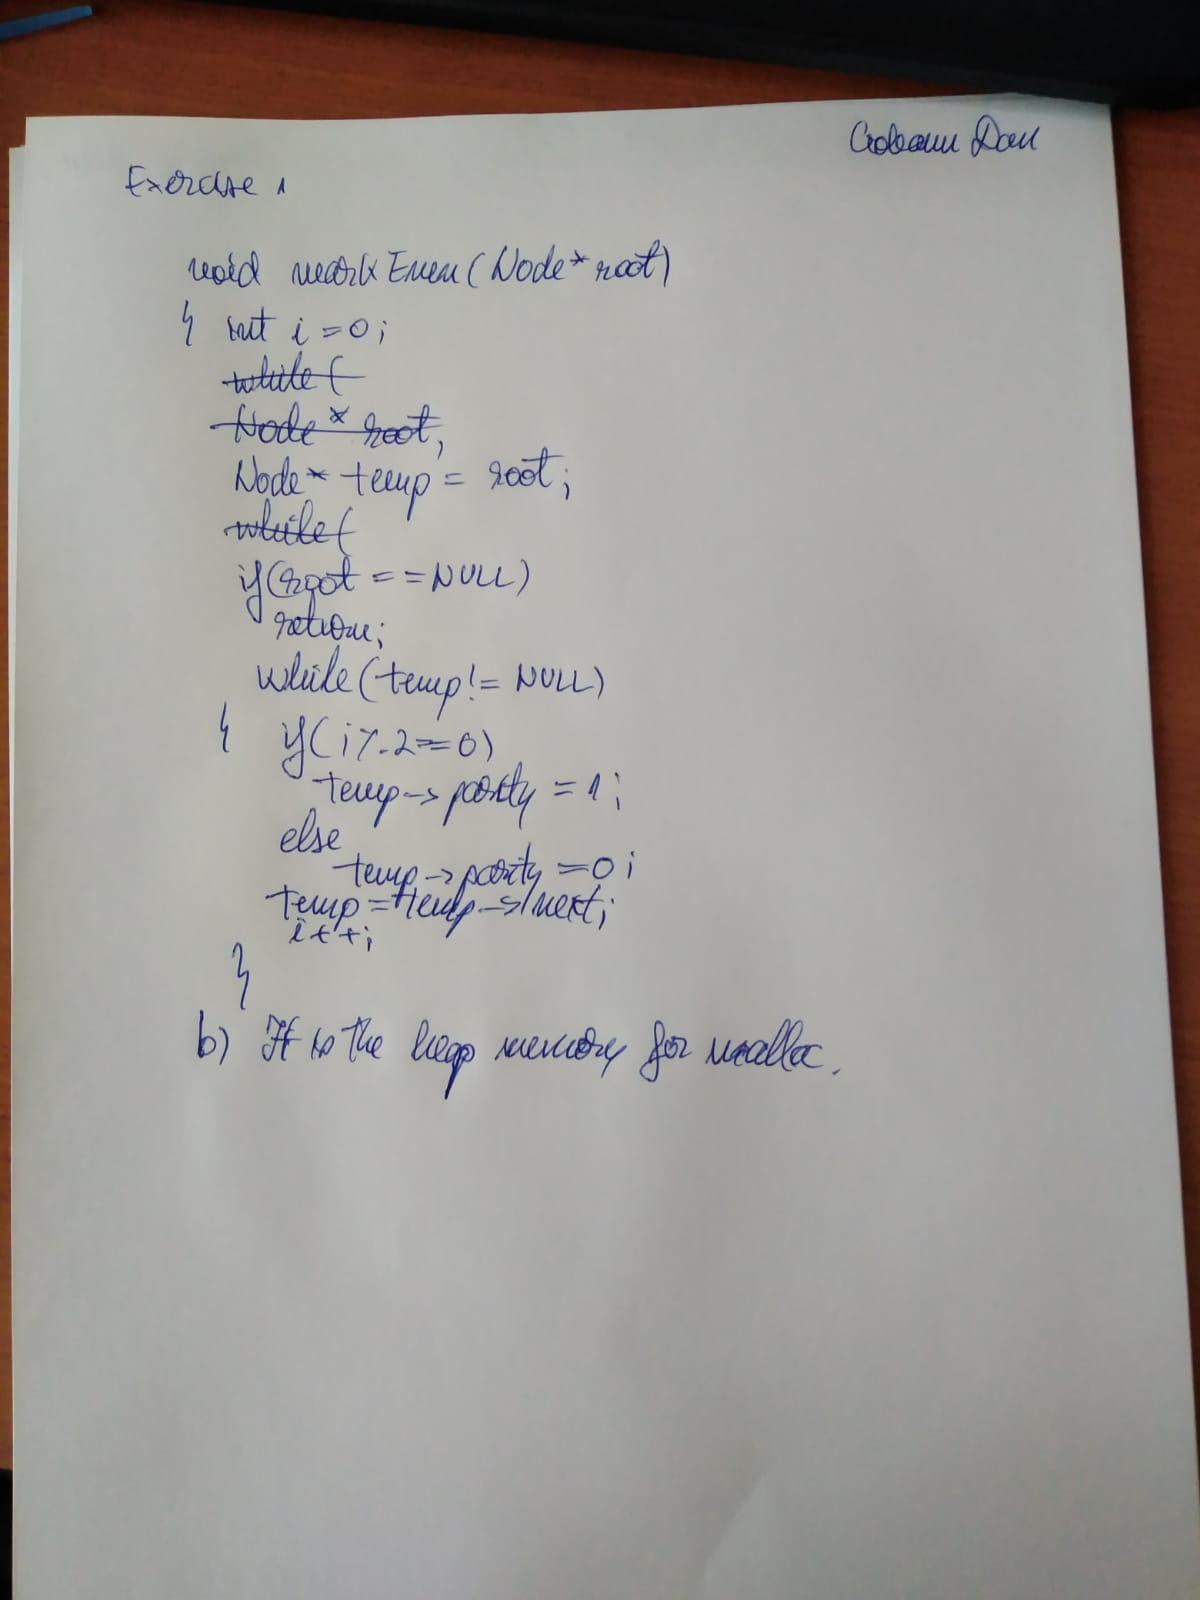 Dan
Exercise 1
void markEven(Node* root)
{ int i=0;
while(
Node* root,
Node* temp = root;
while(
if(root == NULL)
return;
while(temp != NULL)
{ if(i%2==0)
temp->parity = 1;
else
temp->parity = 0;
temp = temp->next;
i++;
}
b) It is the heap memory for malloc.